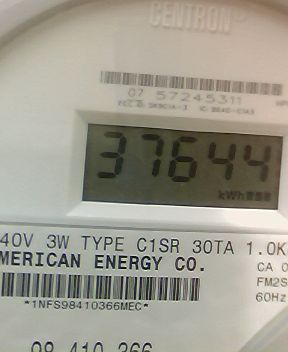 CENTRON
07 57245311
37644
kWh
40V 3W TYPE C1SR 30TA 1.0K
MERICAN ENERGY CO.
CA 0
FM2S
60Hz
*1NFS98410366MEC*
98 410 366